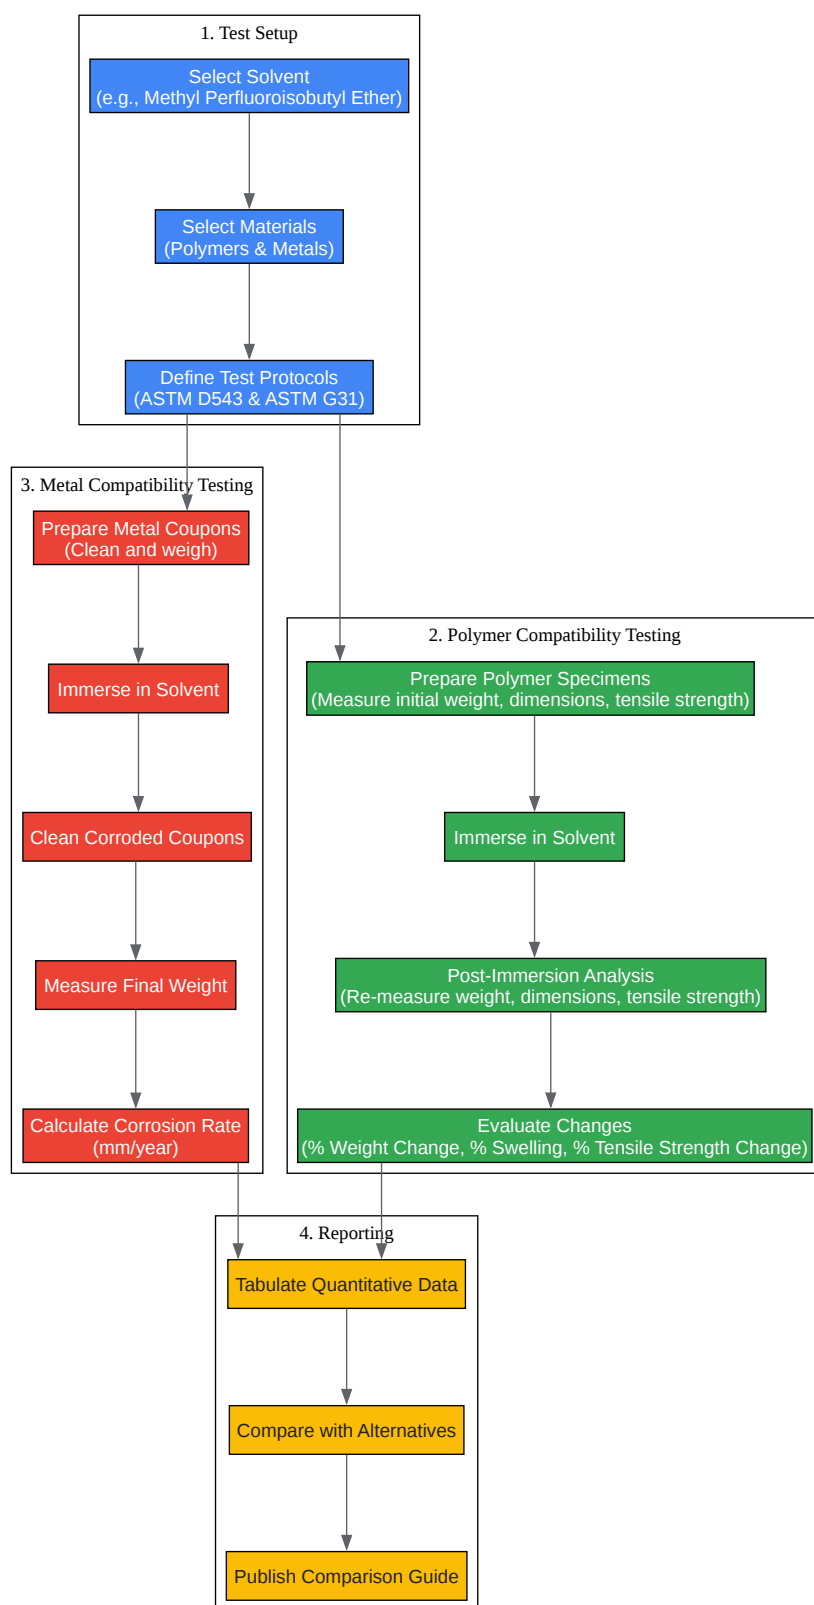 1. Test Setup
Select Solvent
(e.g., Methyl Perfluoroisobutyl Ether)
Select Materials
(Polymers & Metals)
Define Test Protocols
(ASTM D543 & ASTM G31)
3. Metal Compatibility Testing
Prepare Metal Coupons
(Clean and weigh)
Immerse in Solvent
Clean Corroded Coupons
Measure Final Weight
Calculate Corrosion Rate
(mm/year)
2. Polymer Compatibility Testing
Prepare Polymer Specimens
(Measure initial weight, dimensions, tensile strength)
Immerse in Solvent
Post-Immersion Analysis
(Re-measure weight, dimensions, tensile strength)
Evaluate Changes
(% Weight Change, % Swelling, % Tensile Strength Change)
4. Reporting
Tabulate Quantitative Data
Compare with Alternatives
Publish Comparison Guide